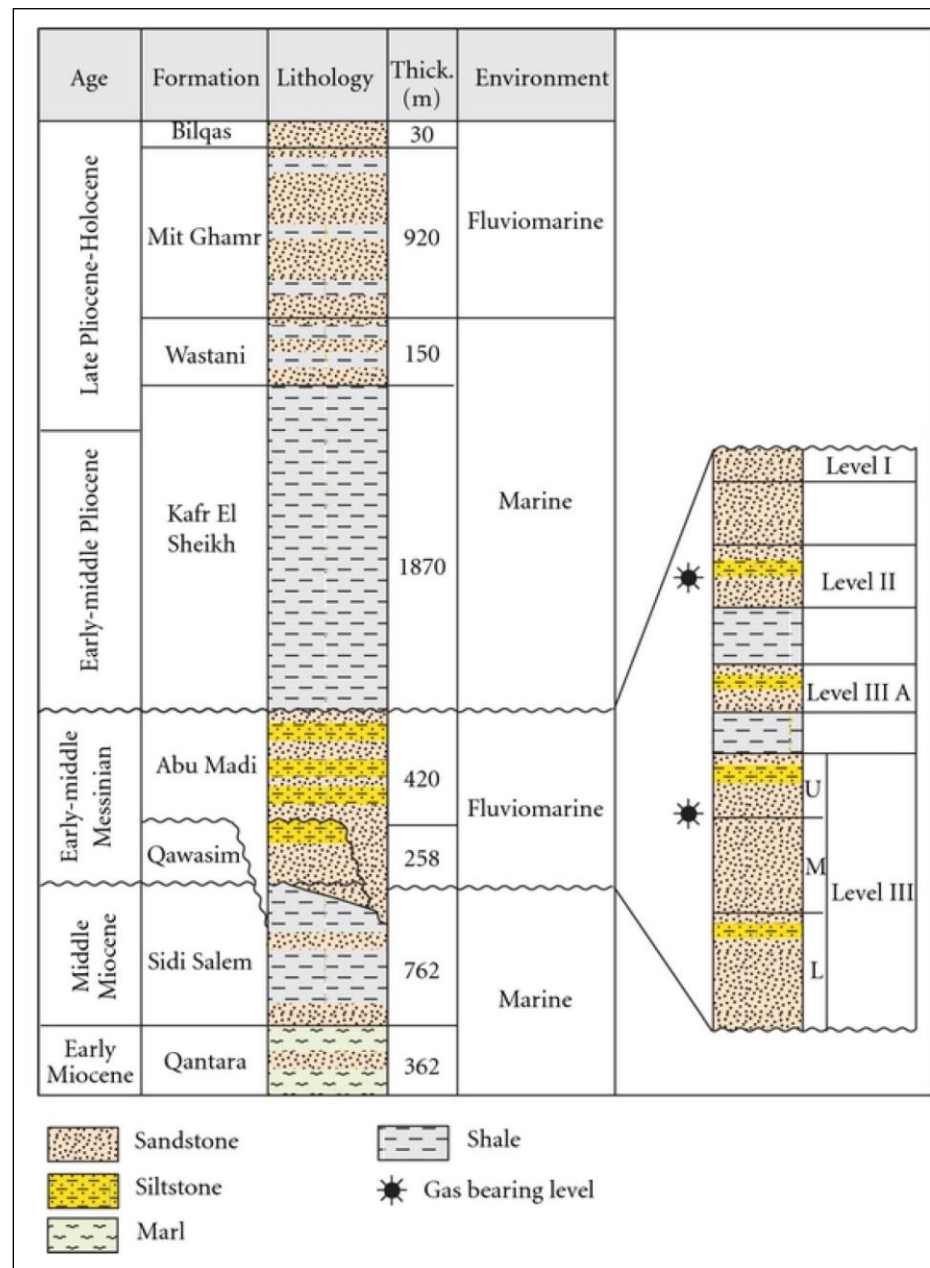 Age
Formation
Lithology
Thick.
(m)
Environment
Late Pliocene-Holocene
Bilqas
30
Fluviomarine
Mit Ghamr
920
Wastani
150
Marine
Early-middle Pliocene
Kafr El
Sheikh
1870
Early-middle
Messinian
Abu Madi
420
Fluviomarine
Qawasim
258
Middle
Miocene
Sidi Salem
762
Marine
Early
Miocene
Qantara
362
Level I
Level II
Level III A
U
M
L
Level III
Sandstone
Siltstone
Marl
Shale
Gas bearing level